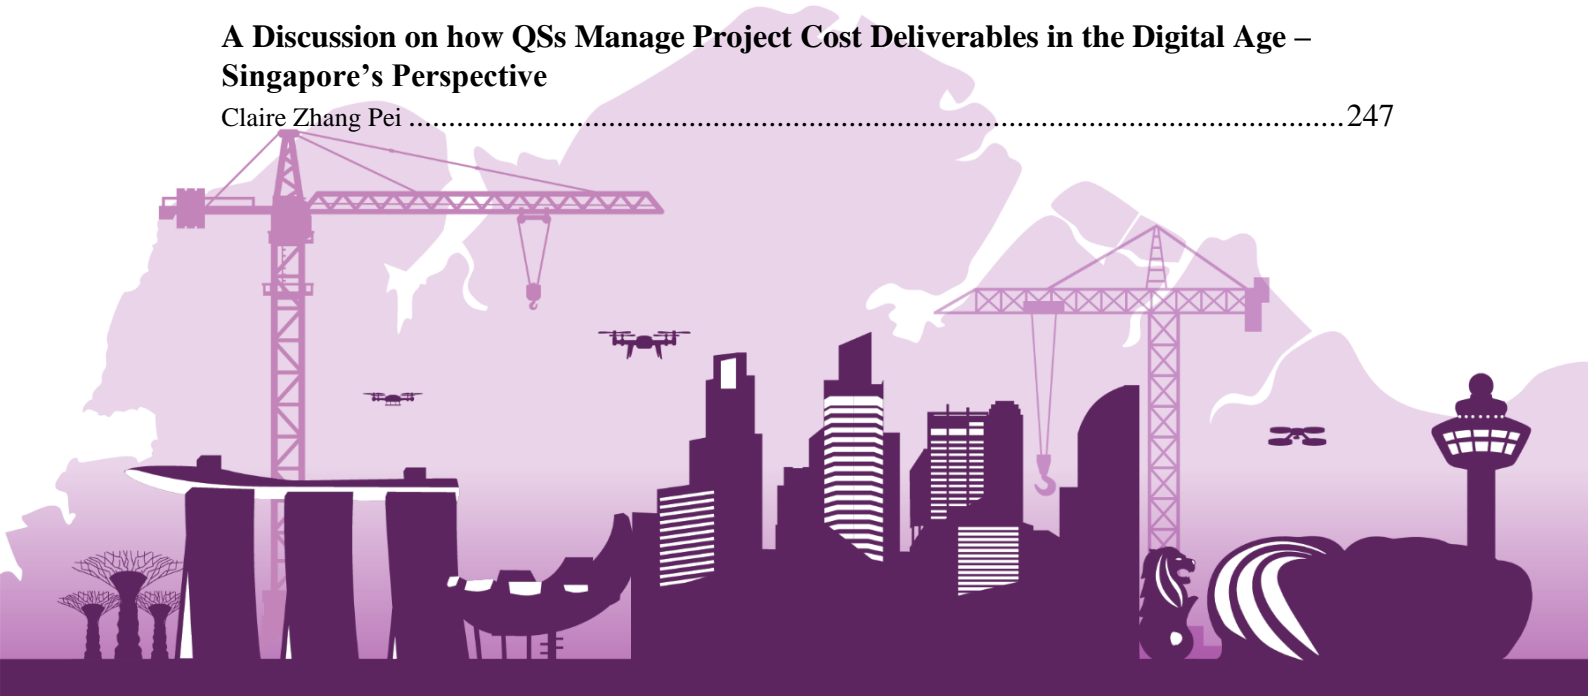 A Discussion on how QSs Manage Project Cost Deliverables in the Digital Age –
Singapore’s Perspective
Claire Zhang Pei ........................................................................................................................247